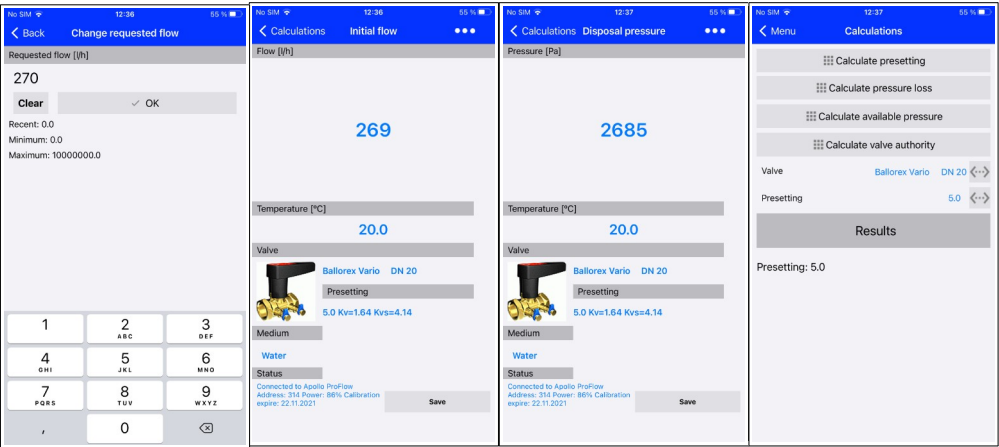 No SIM 12:36 55 %
Back Change requested flow
Requested flow [l/h]
270
Clear ✓ OK
Recent: 0.0
Minimum: 0.0
Maximum: 10000000.0
1 2 3
ABC DEF
4 5 6
GHI JKL MNO
7 8 9
PQRS TUV WXYZ
, 0
No SIM 12:36 55 %
Calculations Initial flow •••
Flow [l/h]
269
Temperature [ºC]
20.0
Valve
Ballorex Vario DN 20
Presetting
5.0 Kv=1.64 Kvs=4.14
Medium
Water
Status
Connected to Apollo ProFlow
Address: 314 Power: 86% Calibration
expire: 22.11.2021
Save
No SIM 12:37 55 %
Calculations Disposal pressure •••
Pressure [Pa]
2685
Temperature [ºC]
20.0
Valve
Ballorex Vario DN 20
Presetting
5.0 Kv=1.64 Kvs=4.14
Medium
Water
Status
Connected to Apollo ProFlow
Address: 314 Power: 86% Calibration
expire: 22.11.2021
Save
No SIM 12:37 55 %
Menu Calculations
Calculate presetting
Calculate pressure loss
Calculate available pressure
Calculate valve authority
Valve Ballorex Vario DN 20
Presetting 5.0
Results
Presetting: 5.0